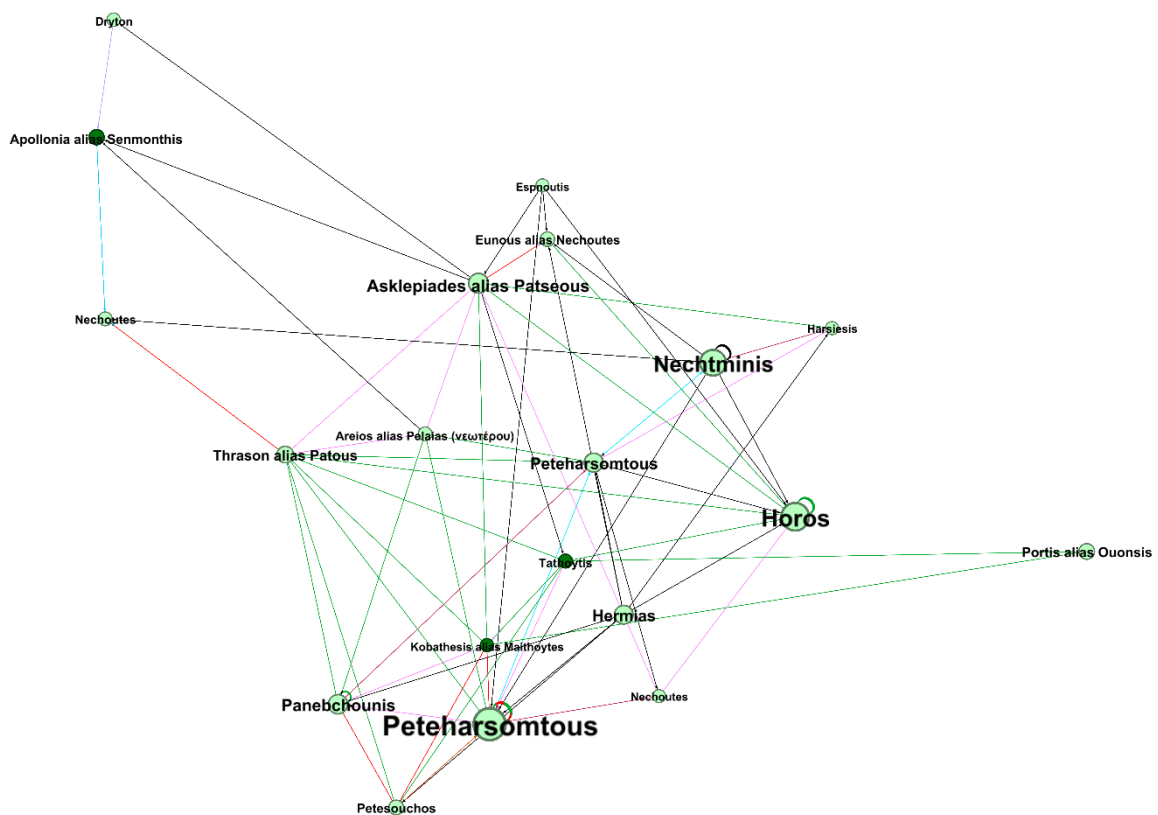 Dryton
Apollonia alias Senmonthis
Espnoutis
Eunous alias Nechoutes
Asklepiades alias Patseous
Nechoutes
Harsiesis
Nechtminis
Areios alias Pelaias (νεωτέρου)
Thrason alias Patous
Peteharsomtous
Horos
Portis alias Ouonsis
Tathoytis
Hermias
Kobathesis alias Maithoytes
Nechoutes
Panebchounis
Peteharsomtous
Petesouchos